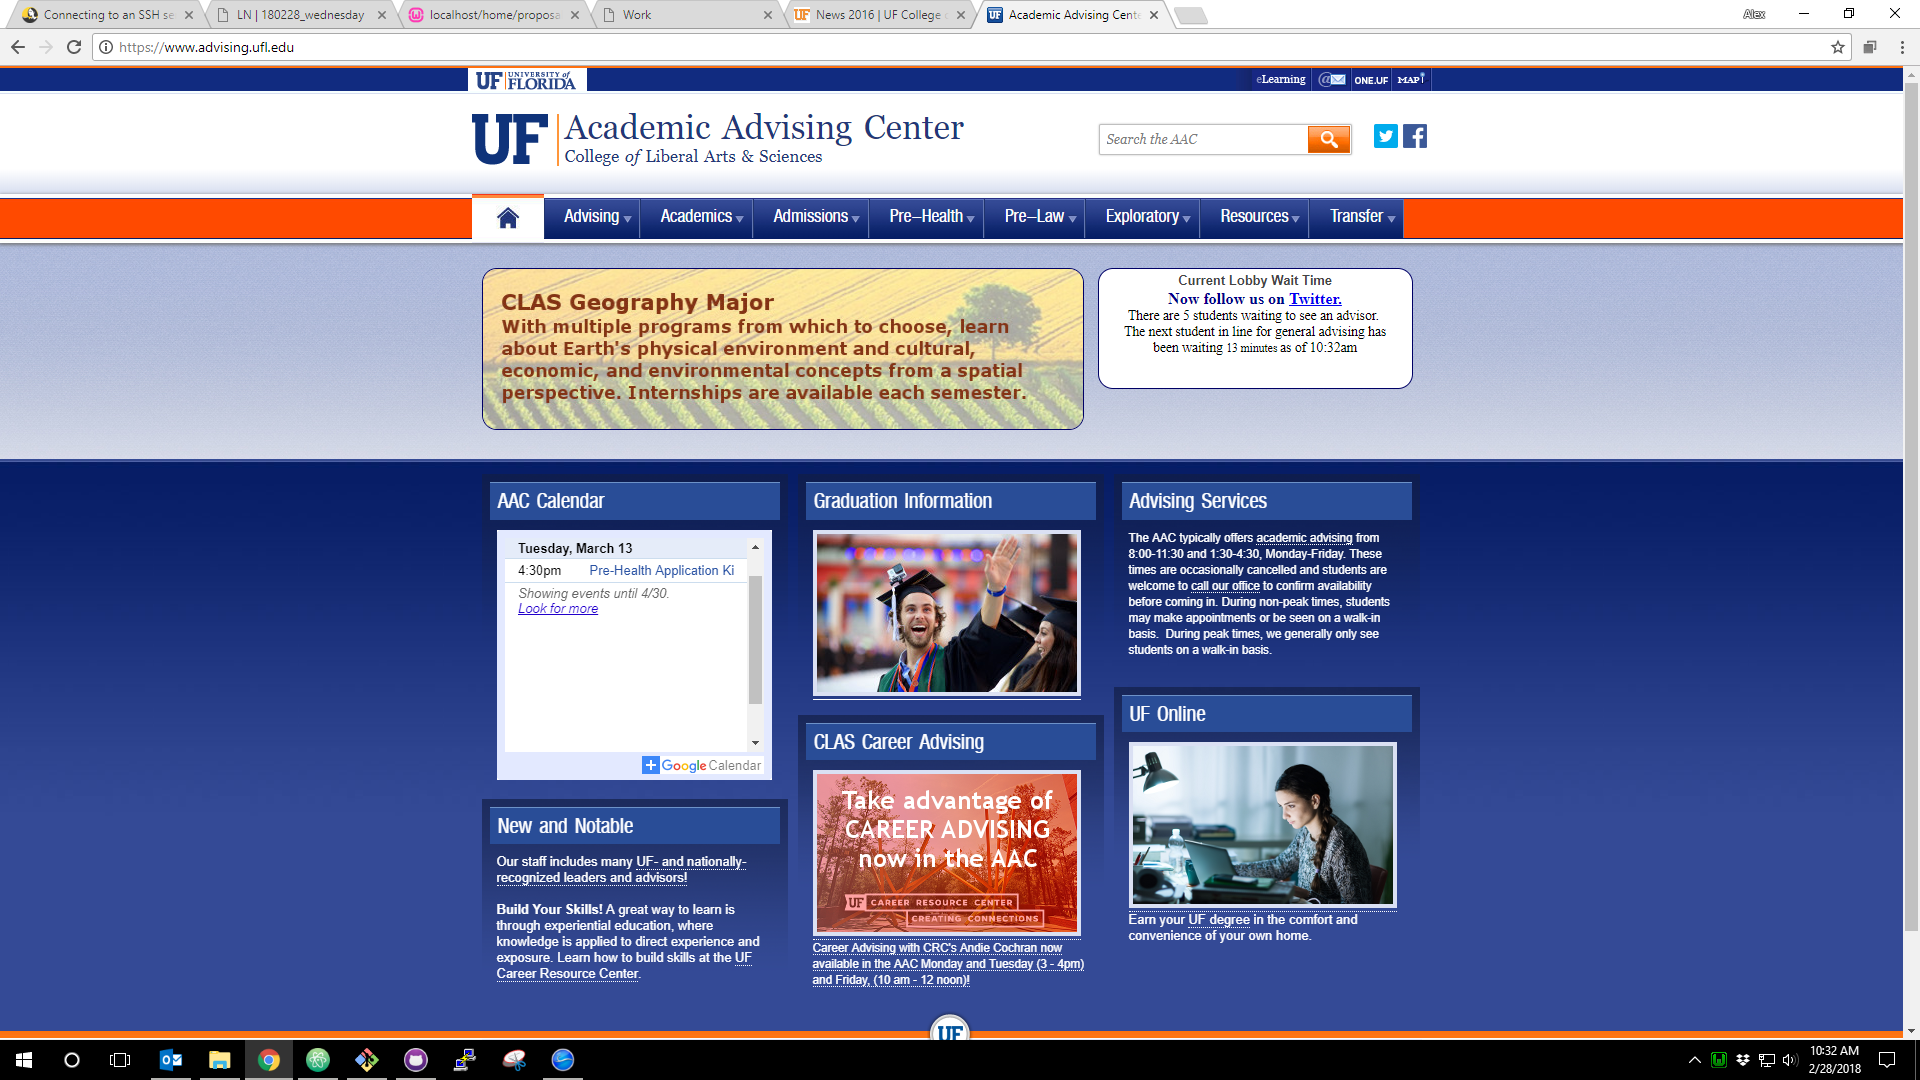 Connecting to an SSH se
LN | 180228_wednesday
localhost/home/proposa
Work
News 2016 | UF College
Academic Advising Cente
Alex
https://www.advising.ufl.edu
UF UNIVERSITY of FLORIDA
eLearning
@
ONE.UF
MAP
UF
Academic Advising Center
College of Liberal Arts & Sciences
Search the AAC
Advising
Academics
Admissions
Pre–Health
Pre–Law
Exploratory
Resources
Transfer
CLAS Geography Major
With multiple programs from which to choose, learn
about Earth's physical environment and cultural,
economic, and environmental concepts from a spatial
perspective. Internships are available each semester.
Current Lobby Wait Time
Now follow us on Twitter.
There are 5 students waiting to see an advisor.
The next student in line for general advising has
been waiting 13 minutes as of 10:32am
AAC Calendar
Tuesday, March 13
4:30pm Pre-Health Application Ki
Showing events until 4/30.
Look for more
Google Calendar
New and Notable
Our staff includes many UF- and nationally-
recognized leaders and advisors!
Build Your Skills! A great way to learn is
through experiential education, where
knowledge is applied to direct experience and
exposure. Learn how to build skills at the UF
Career Resource Center.
Graduation Information
CLAS Career Advising
Take advantage of
CAREER ADVISING
now in the AAC
UF CAREER RESOURCE CENTER
CREATING CONNECTIONS
Career Advising with CRC's Andie Cochran now
available in the AAC Monday and Tuesday (3 - 4pm)
and Friday, (10 am - 12 noon)!
Advising Services
The AAC typically offers academic advising from
8:00-11:30 and 1:30-4:30, Monday-Friday. These
times are occasionally cancelled and students are
welcome to call our office to confirm availability
before coming in. During non-peak times, students
may make appointments or be seen on a walk-in
basis. During peak times, we generally only see
students on a walk-in basis.
UF Online
Earn your UF degree in the comfort and
convenience of your own home.
UF
10:32 AM
2/28/2018